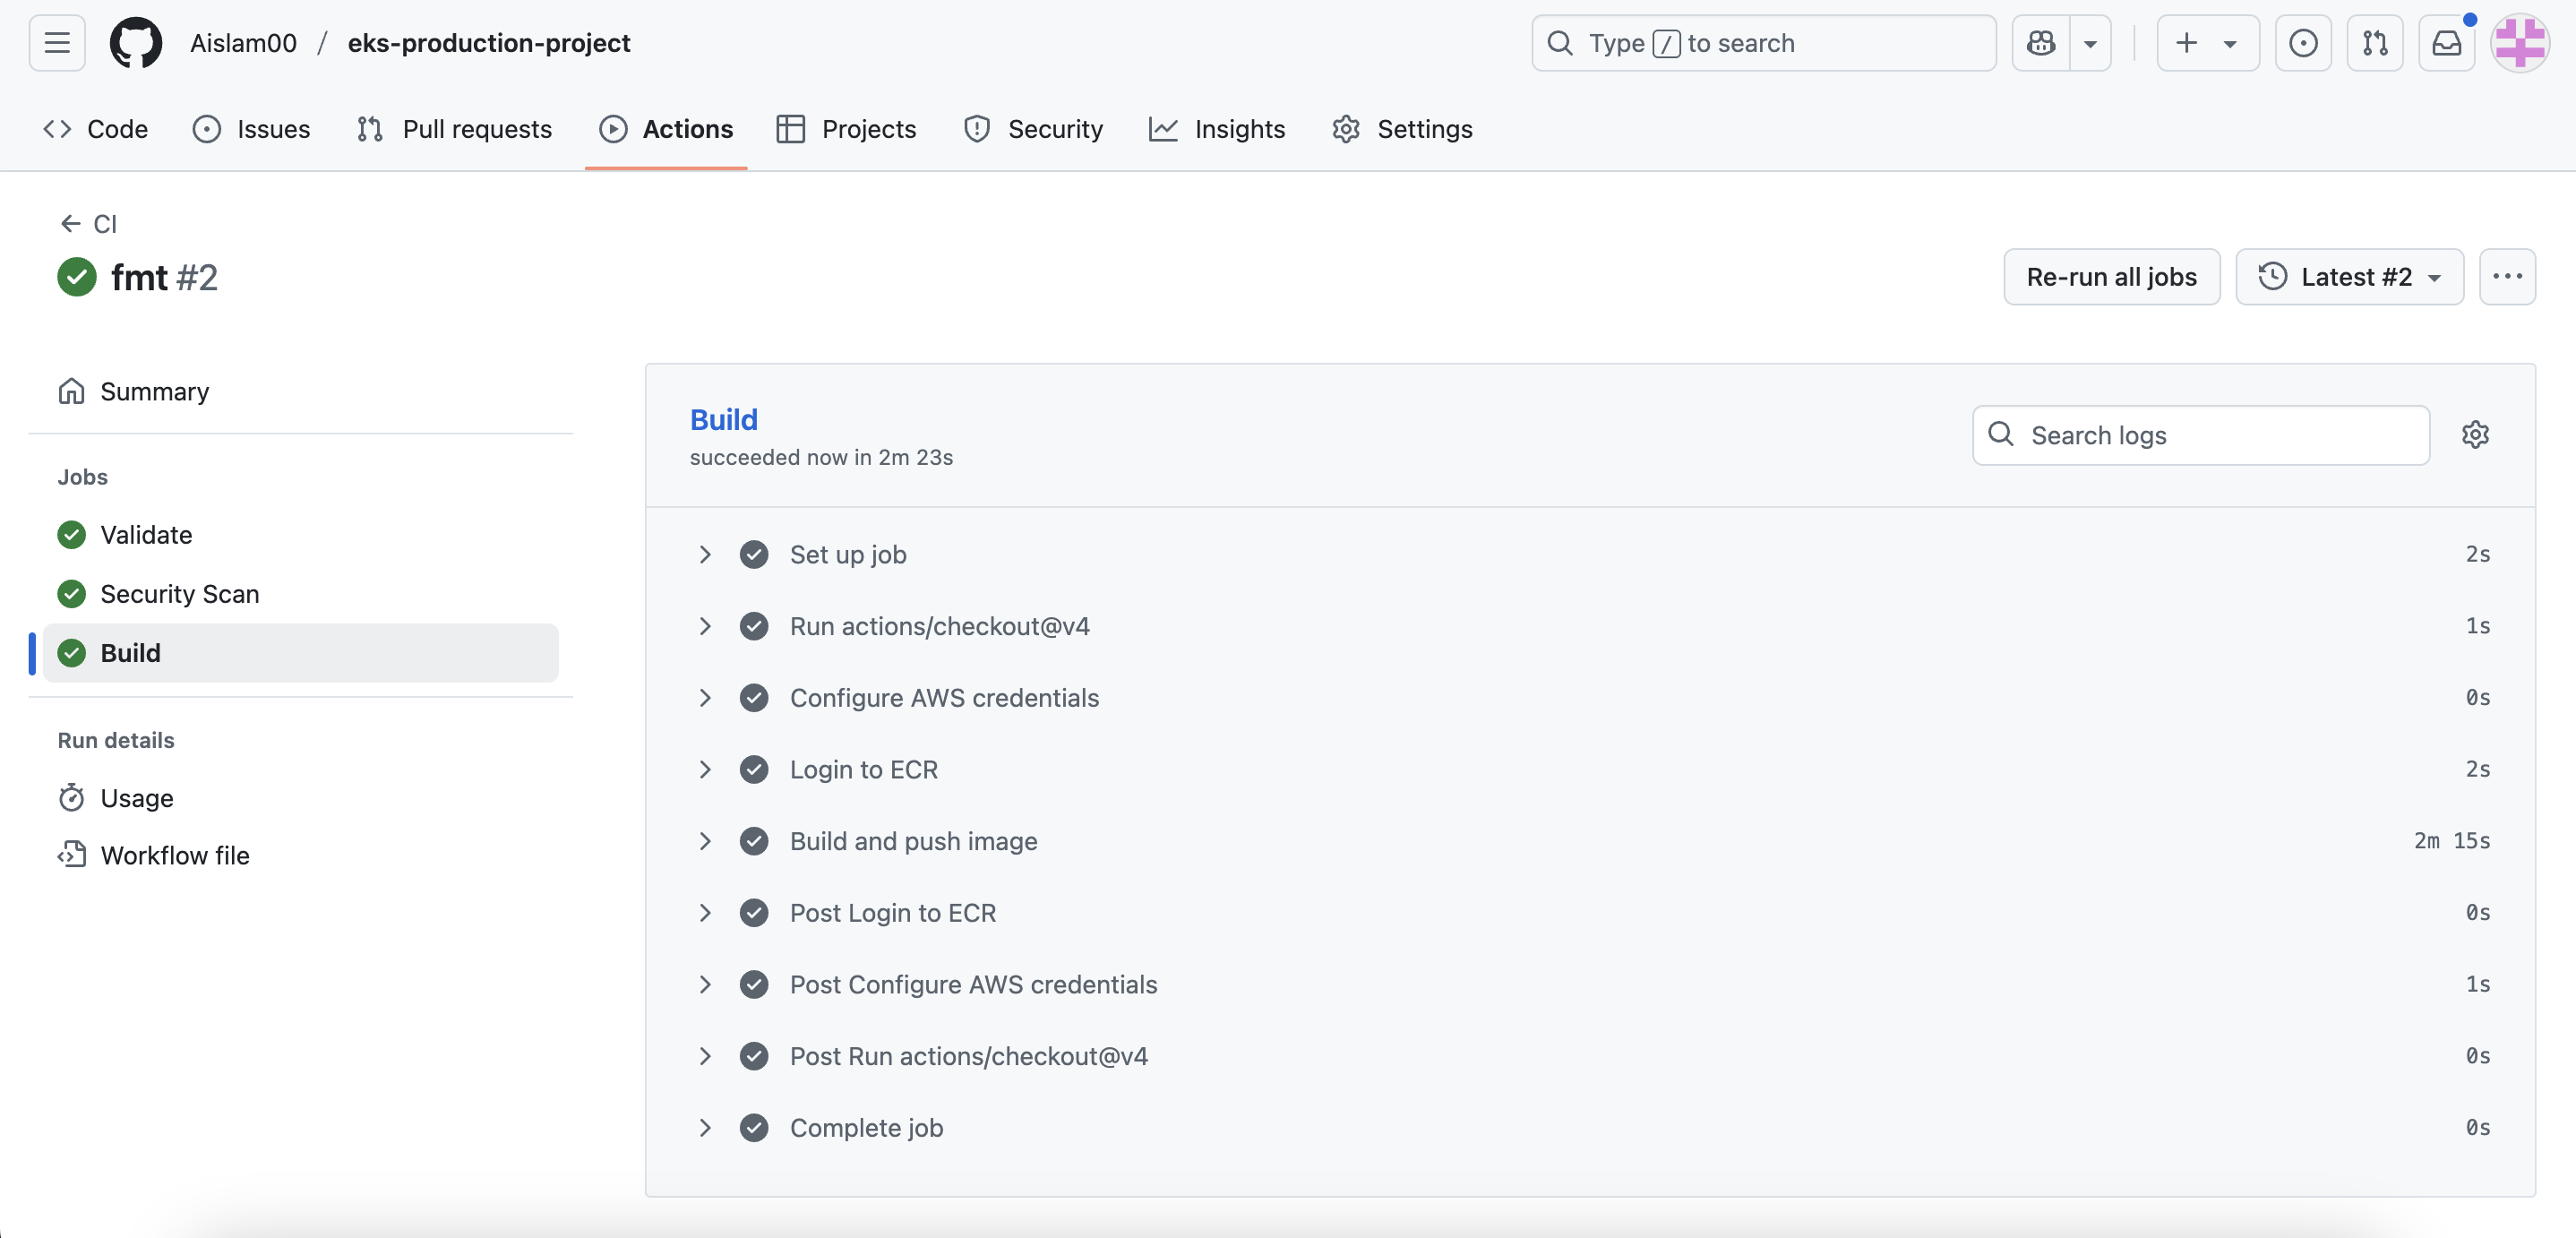 Aislam00 / eks-production-project
Type / to search
Code
Issues
Pull requests
Actions
Projects
Security
Insights
Settings
CI
fmt #2
Re-run all jobs
Latest #2
Summary
Jobs
Validate
Security Scan
Build
Run details
Usage
Workflow file
Build
succeeded now in 2m 23s
Search logs
Set up job 2s
Run actions/checkout@v4 1s
Configure AWS credentials 0s
Login to ECR 2s
Build and push image 2m 15s
Post Login to ECR 0s
Post Configure AWS credentials 1s
Post Run actions/checkout@v4 0s
Complete job 0s